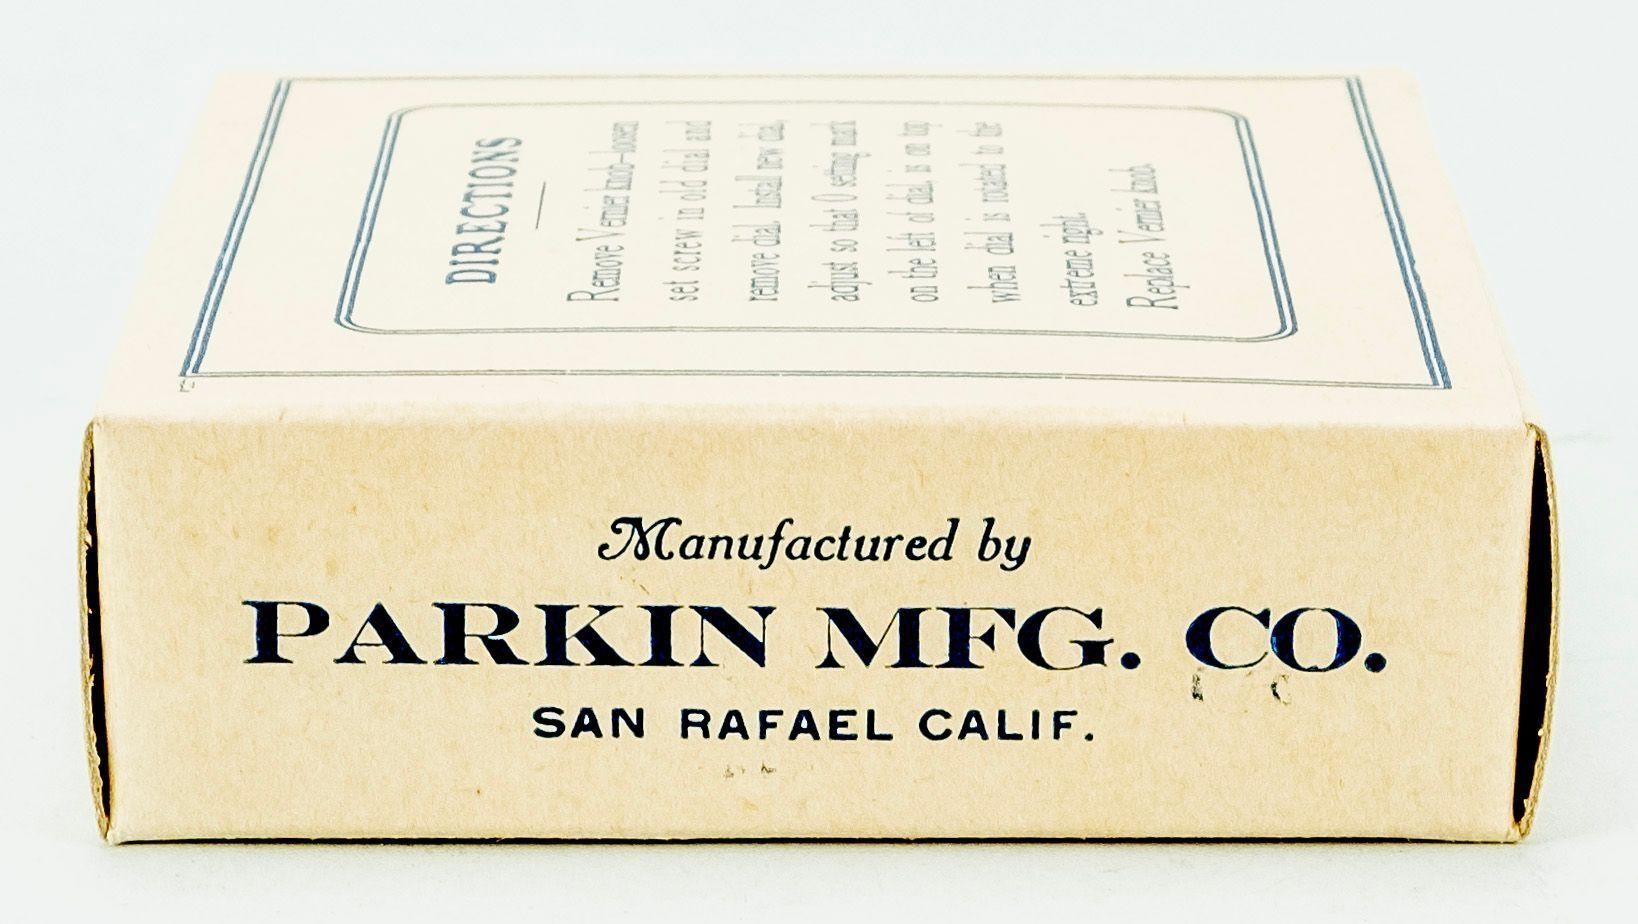 DIRECTIONS
Remove Vernier knob—loosen
set screw in old dial and
remove dial. Install new dial,
adjust so that O setting mark
on the left of dial, is on top
when dial is rotated to the
extreme right.
Replace Vernier knob.
Manufactured by
PARKIN MFG. CO.
SAN RAFAEL CALIF.